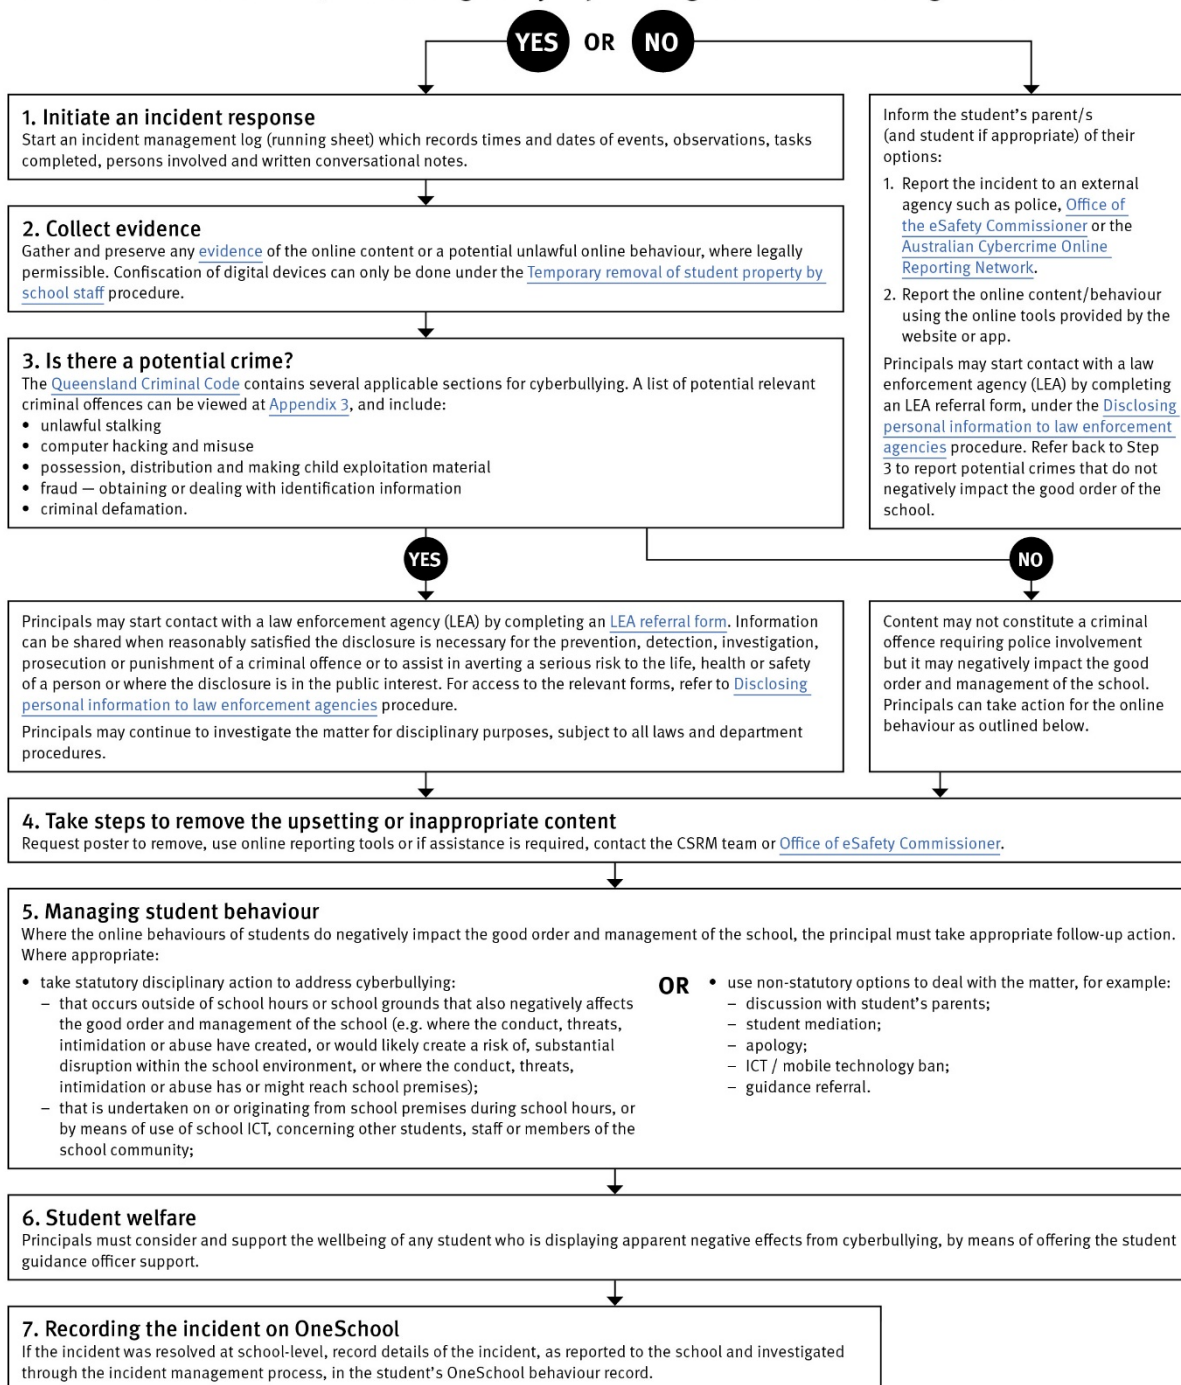 YES OR NO
1. Initiate an incident response
Start an incident management log (running sheet) which records times and dates of events, observations, tasks
completed, persons involved and written conversational notes.
2. Collect evidence
Gather and preserve any evidence of the online content or a potential unlawful online behaviour, where legally
permissible. Confiscation of digital devices can only be done under the Temporary removal of student property by
school staff procedure.
3. Is there a potential crime?
The Queensland Criminal Code contains several applicable sections for cyberbullying. A list of potential relevant
criminal offences can be viewed at Appendix 3, and include:
• unlawful stalking
• computer hacking and misuse
• possession, distribution and making child exploitation material
• fraud — obtaining or dealing with identification information
• criminal defamation.
Inform the student's parent/s
(and student if appropriate) of their
options:
1. Report the incident to an external
agency such as police, Office of
the eSafety Commissioner or the
Australian Cybercrime Online
Reporting Network.
2. Report the online content/behaviour
using the online tools provided by the
website or app.
Principals may start contact with a law
enforcement agency (LEA) by completing
an LEA referral form, under the Disclosing
personal information to law enforcement
agencies procedure. Refer back to Step
3 to report potential crimes that do not
negatively impact the good order of the
school.
YES
NO
Principals may start contact with a law enforcement agency (LEA) by completing an LEA referral form. Information
can be shared when reasonably satisfied the disclosure is necessary for the prevention, detection, investigation,
prosecution or punishment of a criminal offence or to assist in averting a serious risk to the life, health or safety
of a person or where the disclosure is in the public interest. For access to the relevant forms, refer to Disclosing
personal information to law enforcement agencies procedure.
Principals may continue to investigate the matter for disciplinary purposes, subject to all laws and department
procedures.
Content may not constitute a criminal
offence requiring police involvement
but it may negatively impact the good
order and management of the school.
Principals can take action for the online
behaviour as outlined below.
4. Take steps to remove the upsetting or inappropriate content
Request poster to remove, use online reporting tools or if assistance is required, contact the CSRM team or Office of eSafety Commissioner.
5. Managing student behaviour
Where the online behaviours of students do negatively impact the good order and management of the school, the principal must take appropriate follow-up action.
Where appropriate:
• take statutory disciplinary action to address cyberbullying:
– that occurs outside of school hours or school grounds that also negatively affects
the good order and management of the school (e.g. where the conduct, threats,
intimidation or abuse have created, or would likely create a risk of, substantial
disruption within the school environment, or where the conduct, threats,
intimidation or abuse has or might reach school premises);
– that is undertaken on or originating from school premises during school hours, or
by means of use of school ICT, concerning other students, staff or members of the
school community;
OR
• use non-statutory options to deal with the matter, for example:
– discussion with student's parents;
– student mediation;
– apology;
– ICT / mobile technology ban;
– guidance referral.
6. Student welfare
Principals must consider and support the wellbeing of any student who is displaying apparent negative effects from cyberbullying, by means of offering the student
guidance officer support.
7. Recording the incident on OneSchool
If the incident was resolved at school-level, record details of the incident, as reported to the school and investigated
through the incident management process, in the student's OneSchool behaviour record.